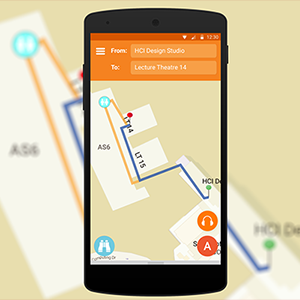 12:30
From: HCI Design Studio
To: Lecture Theatre 14
LT 14
AS6
AS6
LT 15
HCI De
HCI De
A